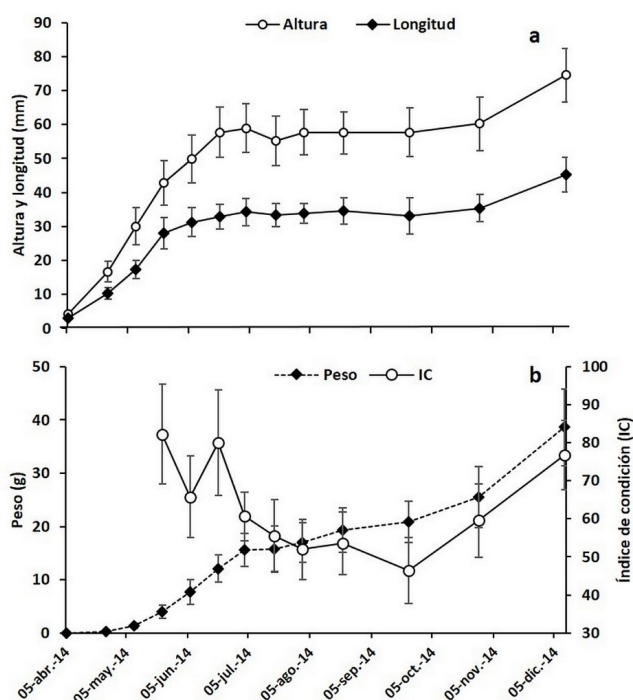 Altura Longitud
a
Altura y longitud (mm)
90
80
70
60
50
40
30
20
10
0
Peso IC
b
Peso (g)
50
40
30
20
10
0
Índice de condición (IC)
100
90
80
70
60
50
40
30
05-abr.-14
05-may.-14
05-jun.-14
05-jul.-14
05-ago.-14
05-sep.-14
05-oct.-14
05-nov.-14
05-dic.-14